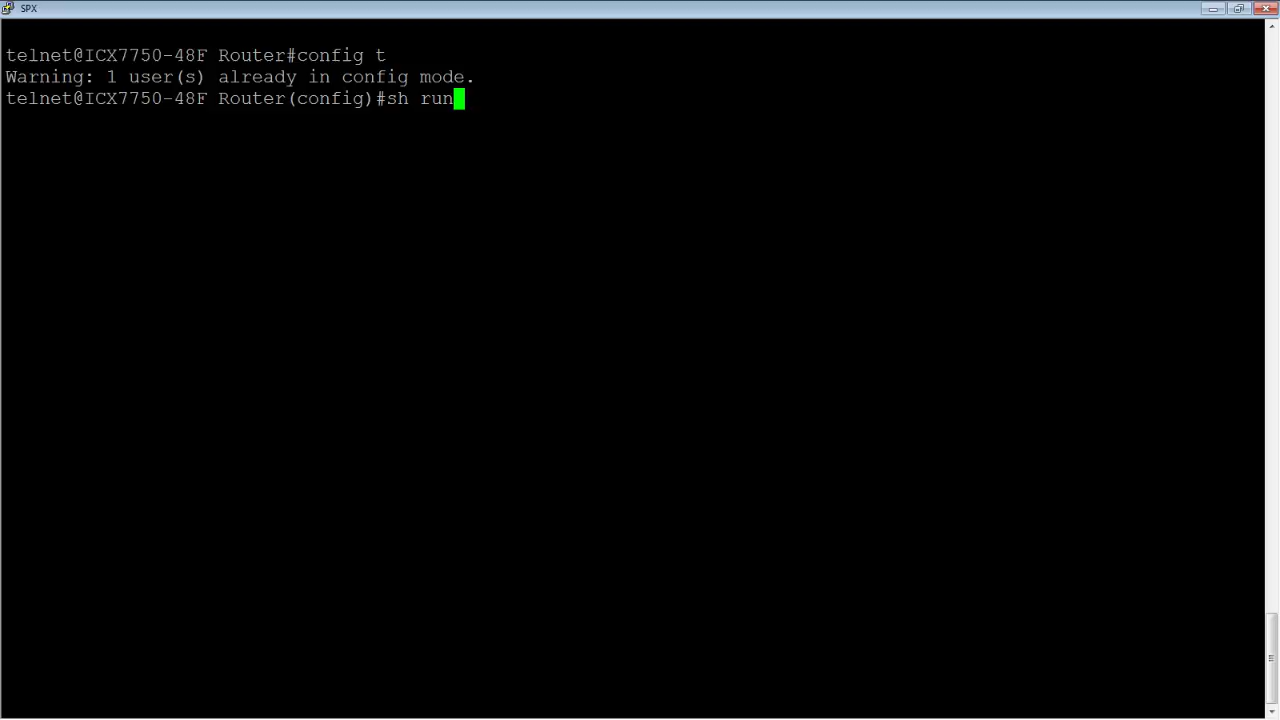 SPX
telnet@ICX7750-48F Router#config t
Warning: 1 user(s) already in config mode.
telnet@ICX7750-48F Router(config)#sh run